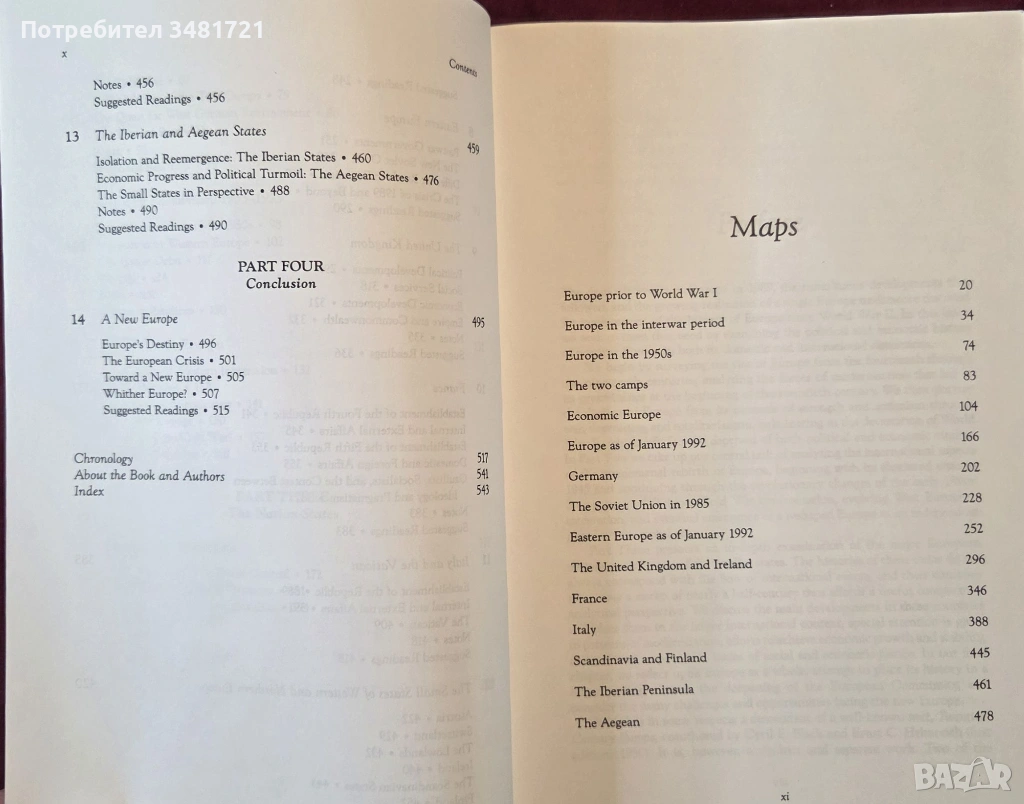 Потребител 3481721
x
Contents
Notes • 456
Suggested Readings • 456
13 The Iberian and Aegean States 459
Isolation and Reemergence: The Iberian States • 460
Economic Progress and Political Turmoil: The Aegean States • 476
The Small States in Perspective • 488
Notes • 490
Suggested Readings • 490
PART FOUR
Conclusion
14 A New Europe 495
Europe's Destiny • 496
The European Crisis • 501
Toward a New Europe • 505
Whither Europe? • 507
Suggested Readings • 515
Chronology 517
About the Book and Authors 541
Index 543
Maps
Europe prior to World War I 20
Europe in the interwar period 34
Europe in the 1950s 74
The two camps 83
Economic Europe 104
Europe as of January 1992 166
Germany 202
The Soviet Union in 1985 228
Eastern Europe as of January 1992 252
The United Kingdom and Ireland 296
France 346
Italy 388
Scandinavia and Finland 445
The Iberian Peninsula 461
The Aegean 478
xi
BAZAR